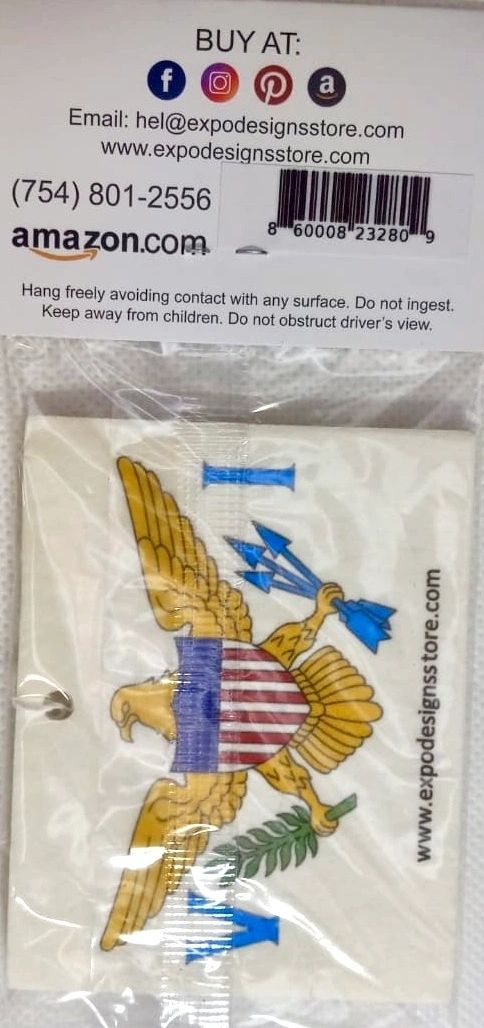 BUY AT:
f a
Email: hel@expodesignsstore.com
www.expodesignsstore.com
(754) 801-2556
8 60008 23280 9
amazon.com
Hang freely avoiding contact with any surface. Do not ingest.
Keep away from children. Do not obstruct driver's view.
V I
www.expodesignsstore.com